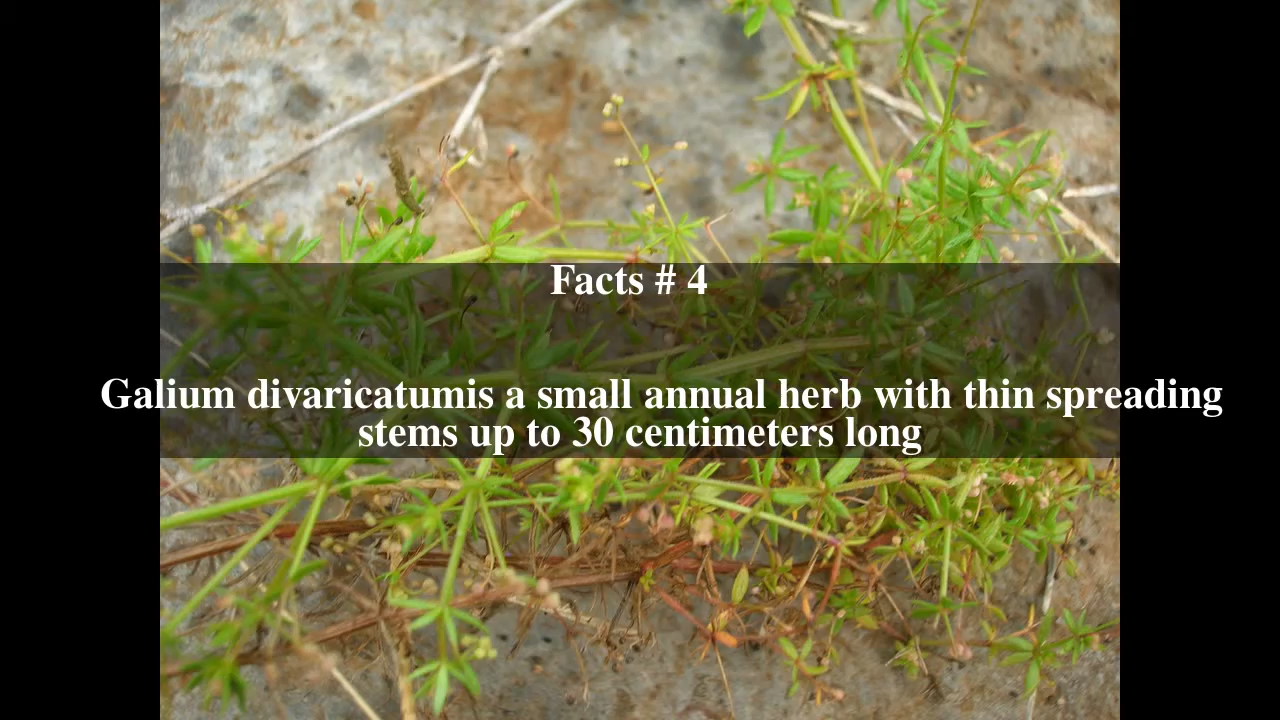 Facts # 4
Galium divaricatumis a small annual herb with thin spreading
stems up to 30 centimeters long